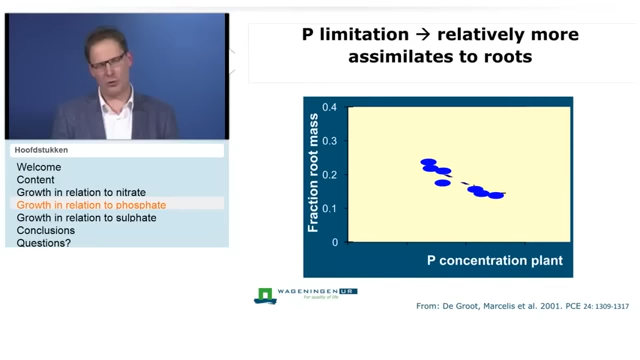 P limitation → relatively more
assimilates to roots
Hoofdstukken
Welcome
Content
Growth in relation to nitrate
Growth in relation to phosphate
Growth in relation to sulphate
Conclusions
Questions?
Fraction root mass
0.4
0.3
0.2
0.1
0
P concentration plant
WAGENINGEN UR
For quality of life
From: De Groot, Marcelis et al. 2001. PCE 24: 1309-1317